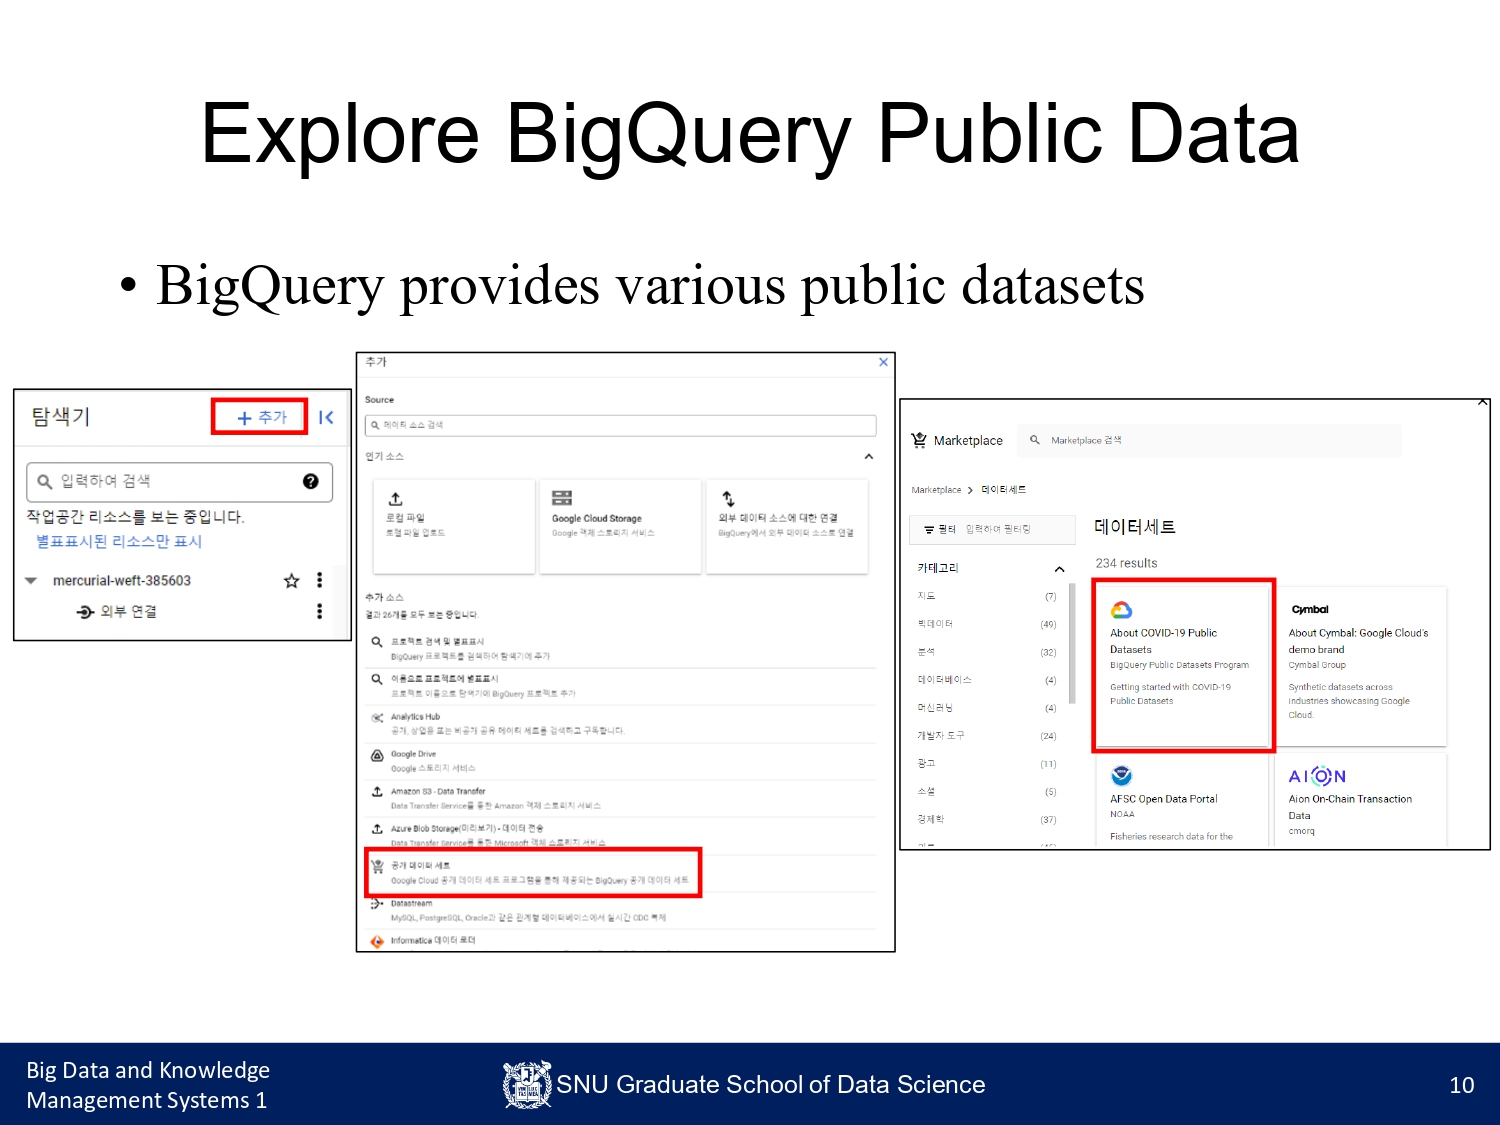 Explore BigQuery Public Data
• BigQuery provides various public datasets
탐색기
+ 추가
입력하여 검색
작업공간 리소스를 보는 중입니다.
별표표시된 리소스만 표시
mercurial-weft-385603
외부 연결
추가
Source
데이터 소스 검색
인기 소스
로컬 파일
로컬 파일 업로드
Google Cloud Storage
Google 객체 스토리지 서비스
외부 데이터 소스에 대한 연결
BigQuery에서 외부 데이터 소스로 연결
추가 소스
결과 26개를 모두 보는 중입니다.
프로젝트 검색 및 별표표시
BigQuery 프로젝트를 검색하여 탐색기에 추가
이름으로 프로젝트에 별표표시
프로젝트 이름으로 탐색기에 BigQuery 프로젝트 추가
Analytics Hub
공개, 상업용 또는 비공개 공유 데이터 세트를 검색하고 구독합니다.
Google Drive
Google 스토리지 서비스
Amazon S3 - Data Transfer
Data Transfer Service를 통한 Amazon 객체 스토리지 서비스
Azure Blob Storage(미리보기) - 데이터 전송
Data Transfer Service를 통한 Microsoft 객체 스토리지 서비스
공개 데이터 세트
Google Cloud 공개 데이터 세트 프로그램을 통해 제공되는 BigQuery 공개 데이터 세트
Datastream
MySQL, PostgreSQL, Oracle과 같은 관계형 데이터베이스에서 실시간 CDC 복제
Informatica 데이터 로더
Marketplace
Marketplace 검색
Marketplace > 데이터세트
필터 입력하여 필터링
데이터세트
234 results
카테고리
지도 (7)
빅데이터 (49)
분석 (32)
데이터베이스 (4)
머신러닝 (4)
개발자 도구 (24)
광고 (11)
소셜 (5)
경제학 (37)
About COVID-19 Public
Datasets
BigQuery Public Datasets Program
Getting started with COVID-19
Public Datasets
Cymbal
About Cymbal: Google Cloud's
demo brand
Cymbal Group
Synthetic datasets across
industries showcasing Google
Cloud.
AFSC Open Data Portal
NOAA
Fisheries research data for the
AION
Aion On-Chain Transaction
Data
cmorq
Big Data and Knowledge
Management Systems 1
SNU Graduate School of Data Science
10